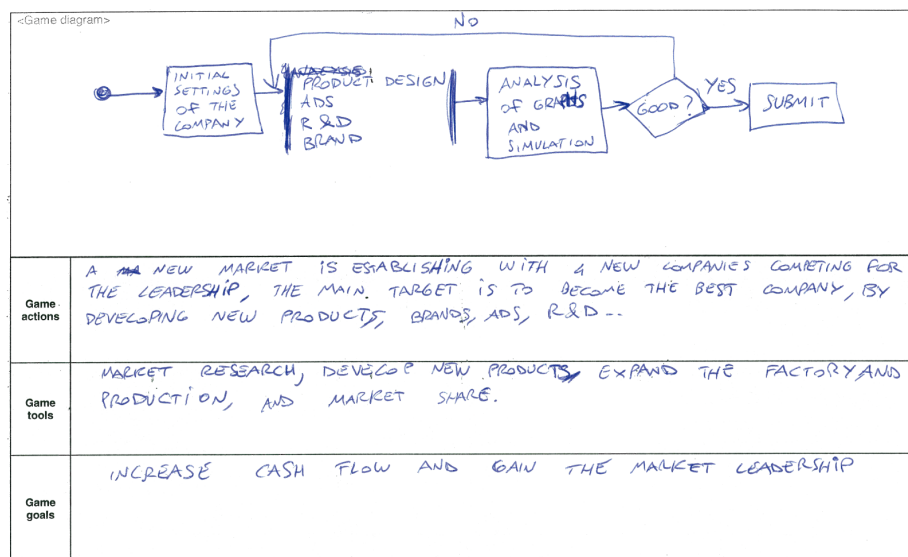 <Game diagram>
NO
INITIAL
SETTINGS
OF THE
COMPANY
PRODUCT DESIGN
ADS
R&D
BRAND
ANALYSIS
OF GRAPHS
AND
SIMULATION
GOOD?
YES
SUBMIT
Game actions
A NEW MARKET IS ESTABLISHING WITH 4 NEW COMPANIES COMPETING FOR
THE LEADERSHIP, THE MAIN TARGET IS TO BECOME THE BEST COMPANY, BY
DEVELOPING NEW PRODUCTS, BRANDS, ADS, R&D --
Game tools
MARKET RESEARCH, DEVELOP NEW PRODUCTS, EXPAND THE FACTORY AND
PRODUCTION, AND MARKET SHARE.
Game goals
INCREASE CASH FLOW AND GAIN THE MARKET LEADERSHIP